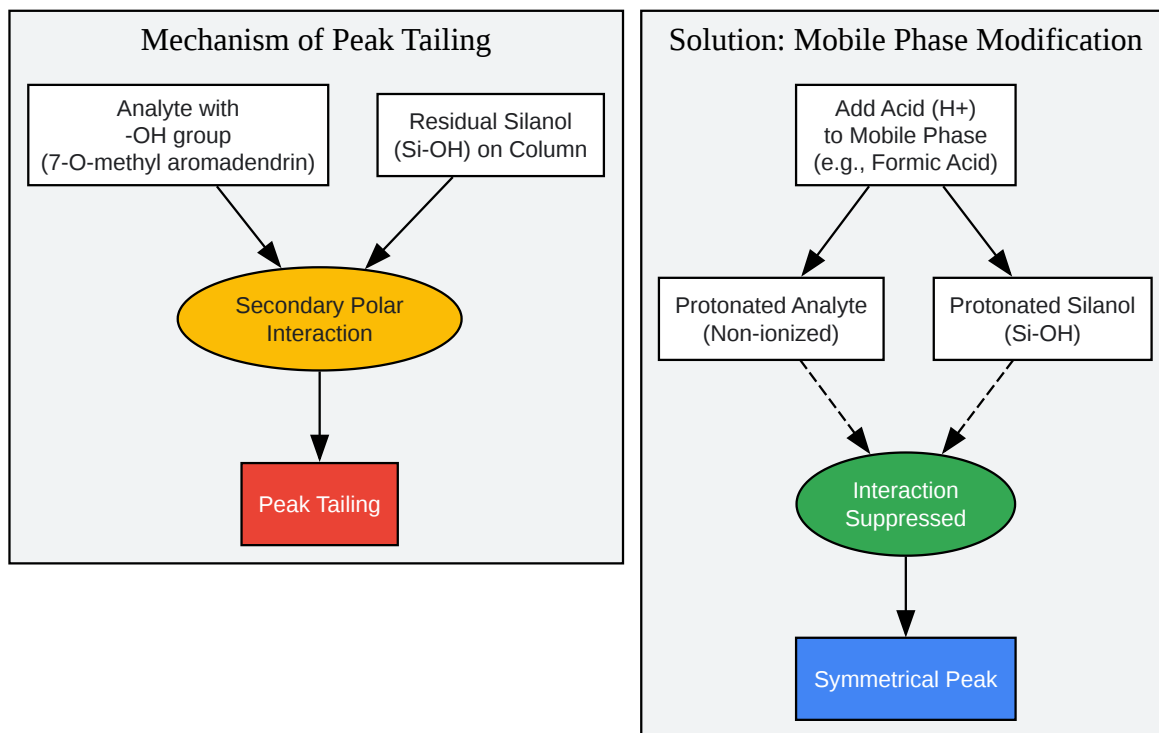 Mechanism of Peak Tailing
Analyte with
-OH group
(7-O-methyl aromadendrin)
Residual Silanol
(Si-OH) on Column
Secondary Polar
Interaction
Peak Tailing
Solution: Mobile Phase Modification
Add Acid (H+)
to Mobile Phase
(e.g., Formic Acid)
Protonated Analyte
(Non-ionized)
Protonated Silanol
(Si-OH)
Interaction
Suppressed
Symmetrical Peak